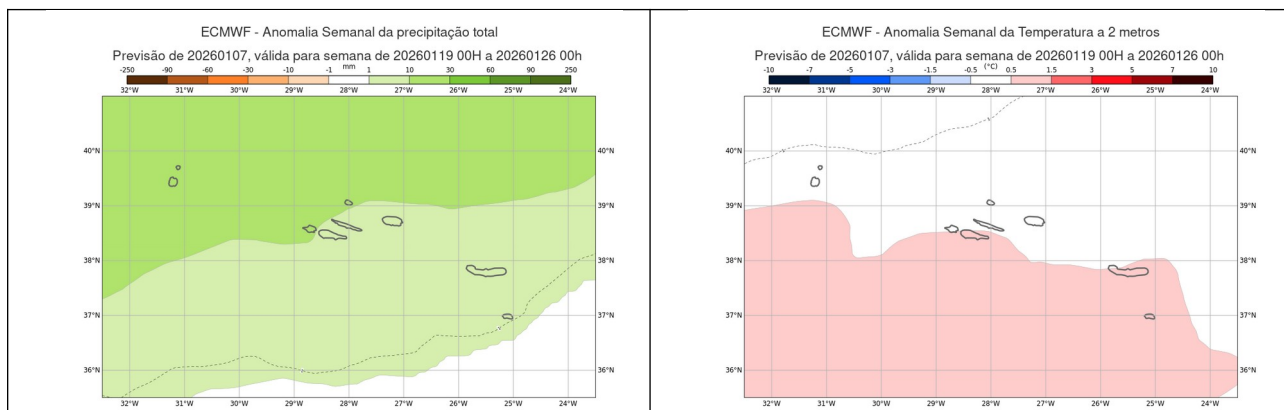 ECMWF - Anomalia Semanal da precipitação total
Previsão de 20260107, válida para semana de 20260119 00H a 20260126 00h
-250 -90 -60 -30 -10 -1 mm 1 10 30 60 90 250
32°W 31°W 30°W 29°W 28°W 27°W 26°W 25°W 24°W
40°N 40°N
39°N 39°N
38°N 38°N
37°N 37°N
36°N 36°N
32°W 31°W 30°W 29°W 28°W 27°W 26°W 25°W 24°W
ECMWF - Anomalia Semanal da Temperatura a 2 metros
Previsão de 20260107, válida para semana de 20260119 00H a 20260126 00h
-10 -7 -5 -3 -1.5 -0.5 (°C) 0.5 1.5 3 5 7 10
32°W 31°W 30°W 29°W 28°W 27°W 26°W 25°W 24°W
40°N 40°N
39°N 39°N
38°N 38°N
37°N 37°N
36°N 36°N
32°W 31°W 30°W 29°W 28°W 27°W 26°W 25°W 24°W